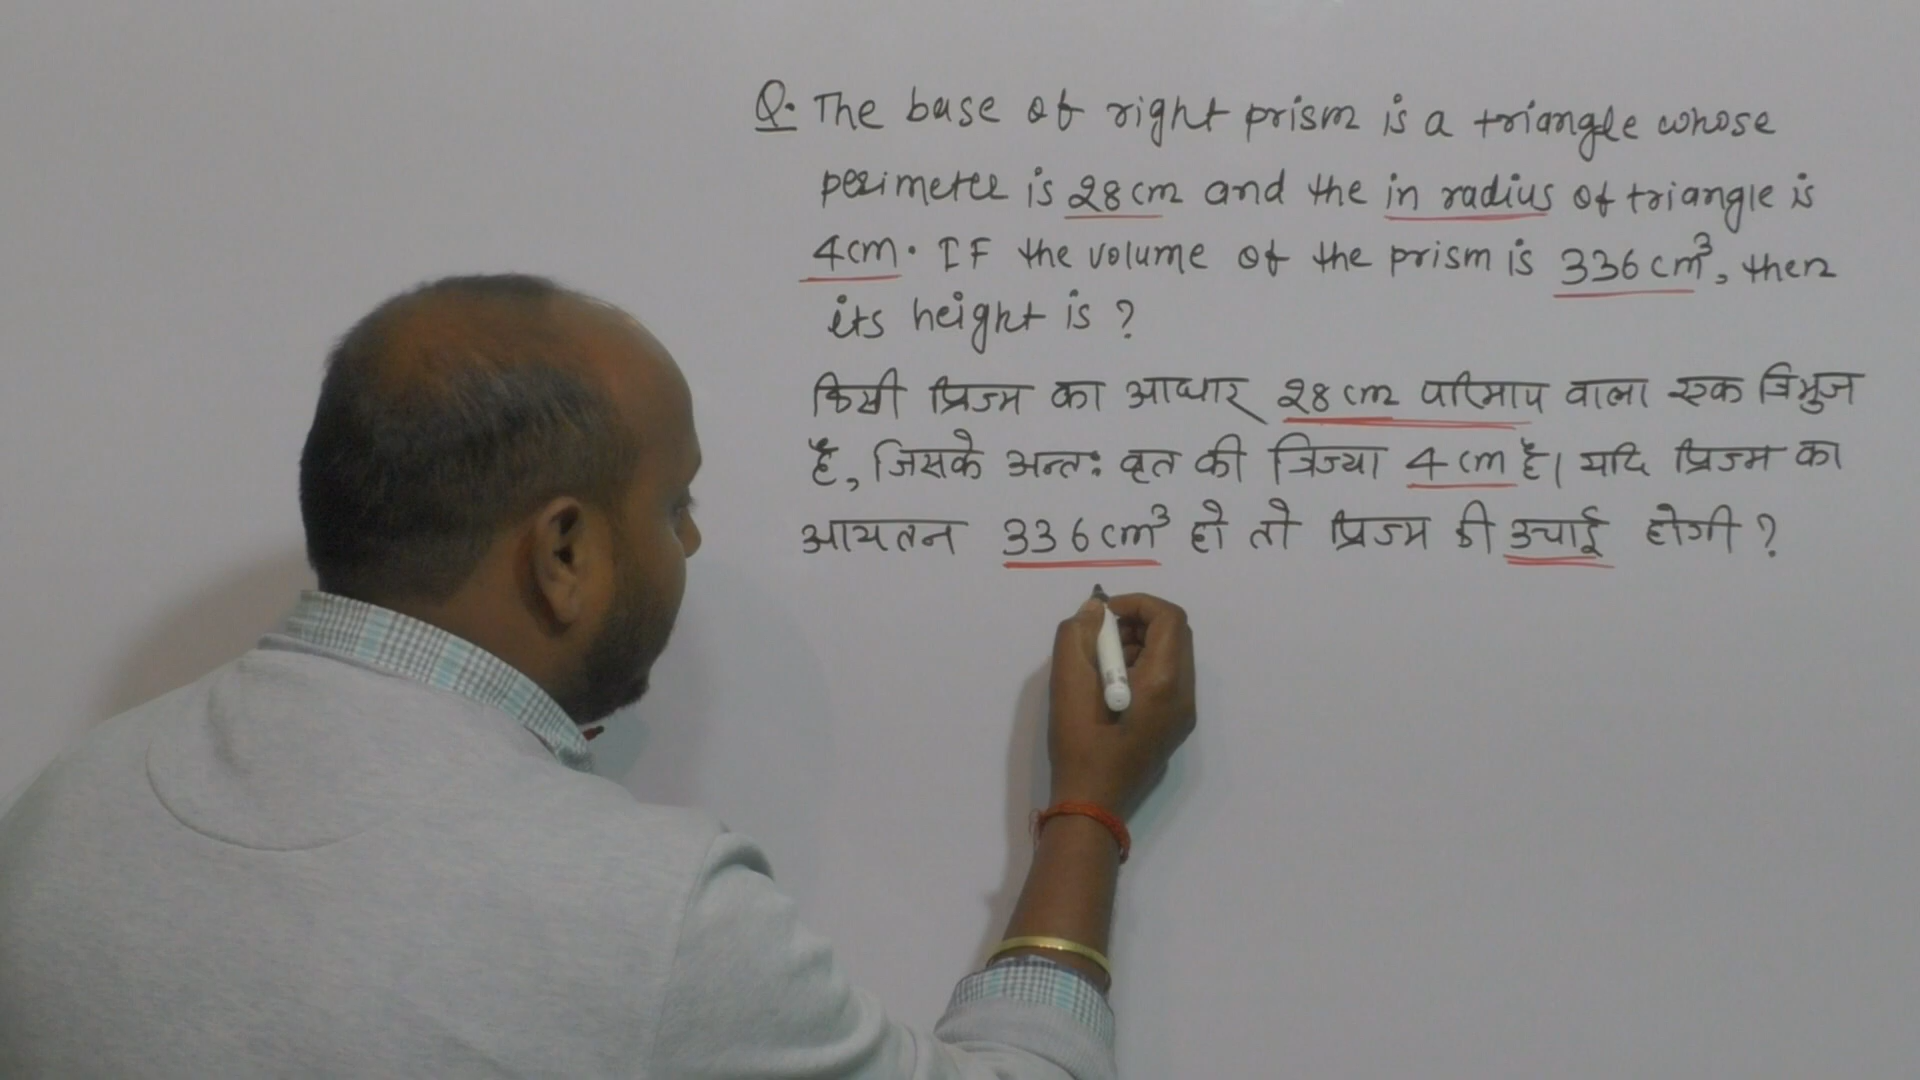 Q. The base of right prism is a triangle whose
perimeter is 28 cm and the in radius of triangle is
4cm. IF the volume of the prism is 336 cm³, then
its height is ?
किसी प्रिज्म का आधार 28 cm परिमाप वाला एक त्रिभुज
है, जिसके अन्तः वृत की त्रिज्या 4 cm है। यदि प्रिज्म का
आयतन 336 cm³ हो तो प्रिज्म की उचाई होगी ?